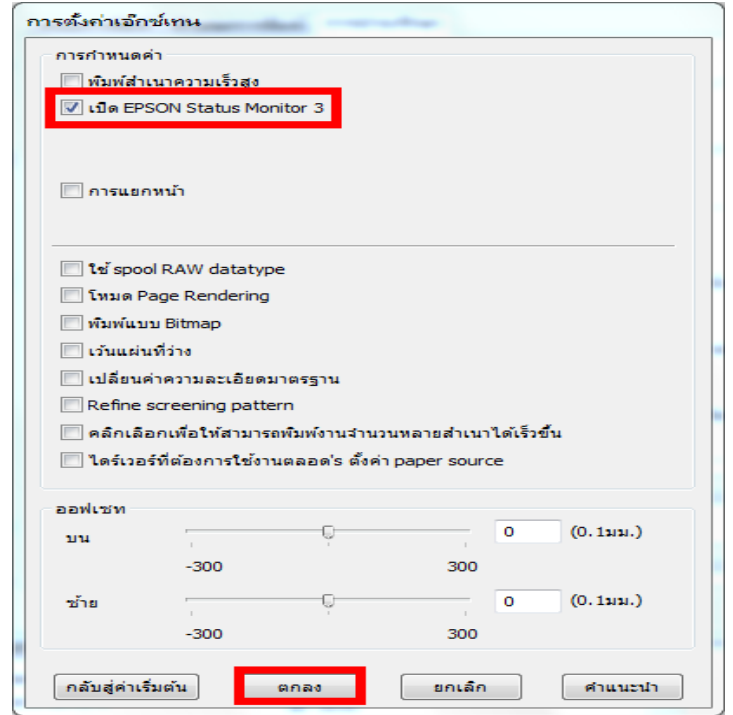 การตั้งค่าเอ๊กซ์เทน
การกำหนดค่า
พิมพ์สำเนาความเร็วสูง
เปิด EPSON Status Monitor 3
การแยกหน้า
ใช้ spool RAW datatype
โหมด Page Rendering
พิมพ์แบบ Bitmap
เว้นแผ่นที่ว่าง
เปลี่ยนค่าความละเอียดมาตรฐาน
Refine screening pattern
คลิกเลือกเพื่อให้สามารถพิมพ์งานจำนวนหลายสำเนาได้เร็วขึ้น
ไดร์เวอร์ที่ต้องการใช้งานตลอด's ตั้งค่า paper source
ออฟเซท
บน 0 (0.1มม.)
-300 300
ซ้าย 0 (0.1มม.)
-300 300
กลับสู่ค่าเริ่มต้น ตกลง ยกเลิก คำแนะนำ